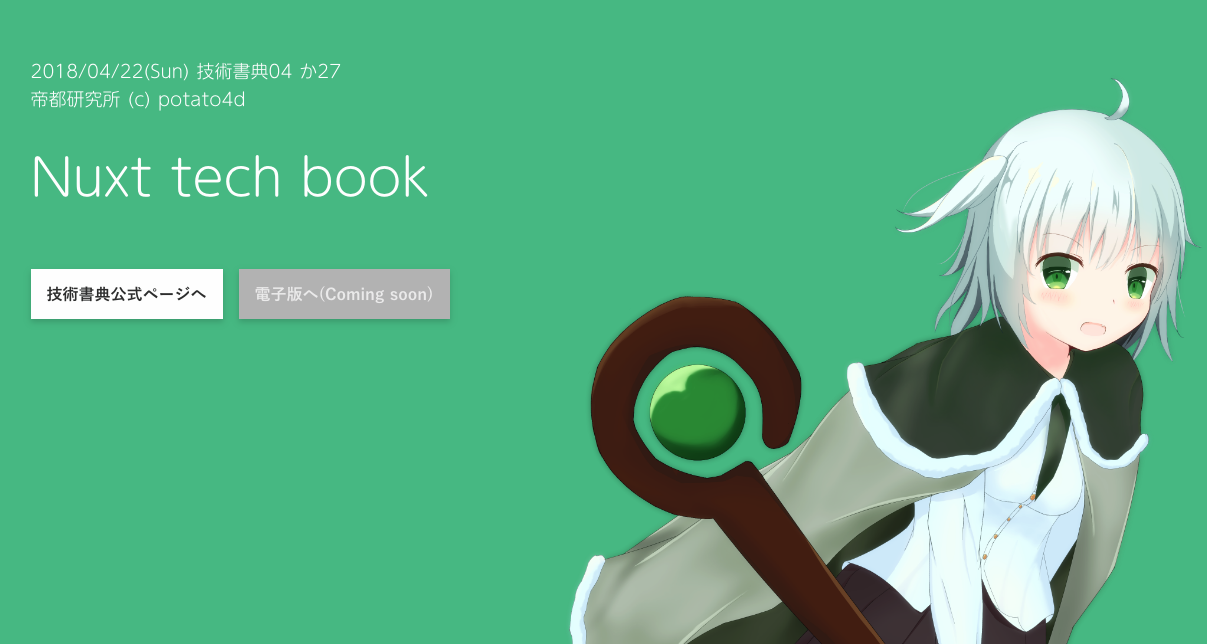 2018/04/22(Sun) 技術書典04 か27
帝都研究所 (c) potato4d
Nuxt tech book
技術書典公式ページへ
電子版へ(Coming soon)